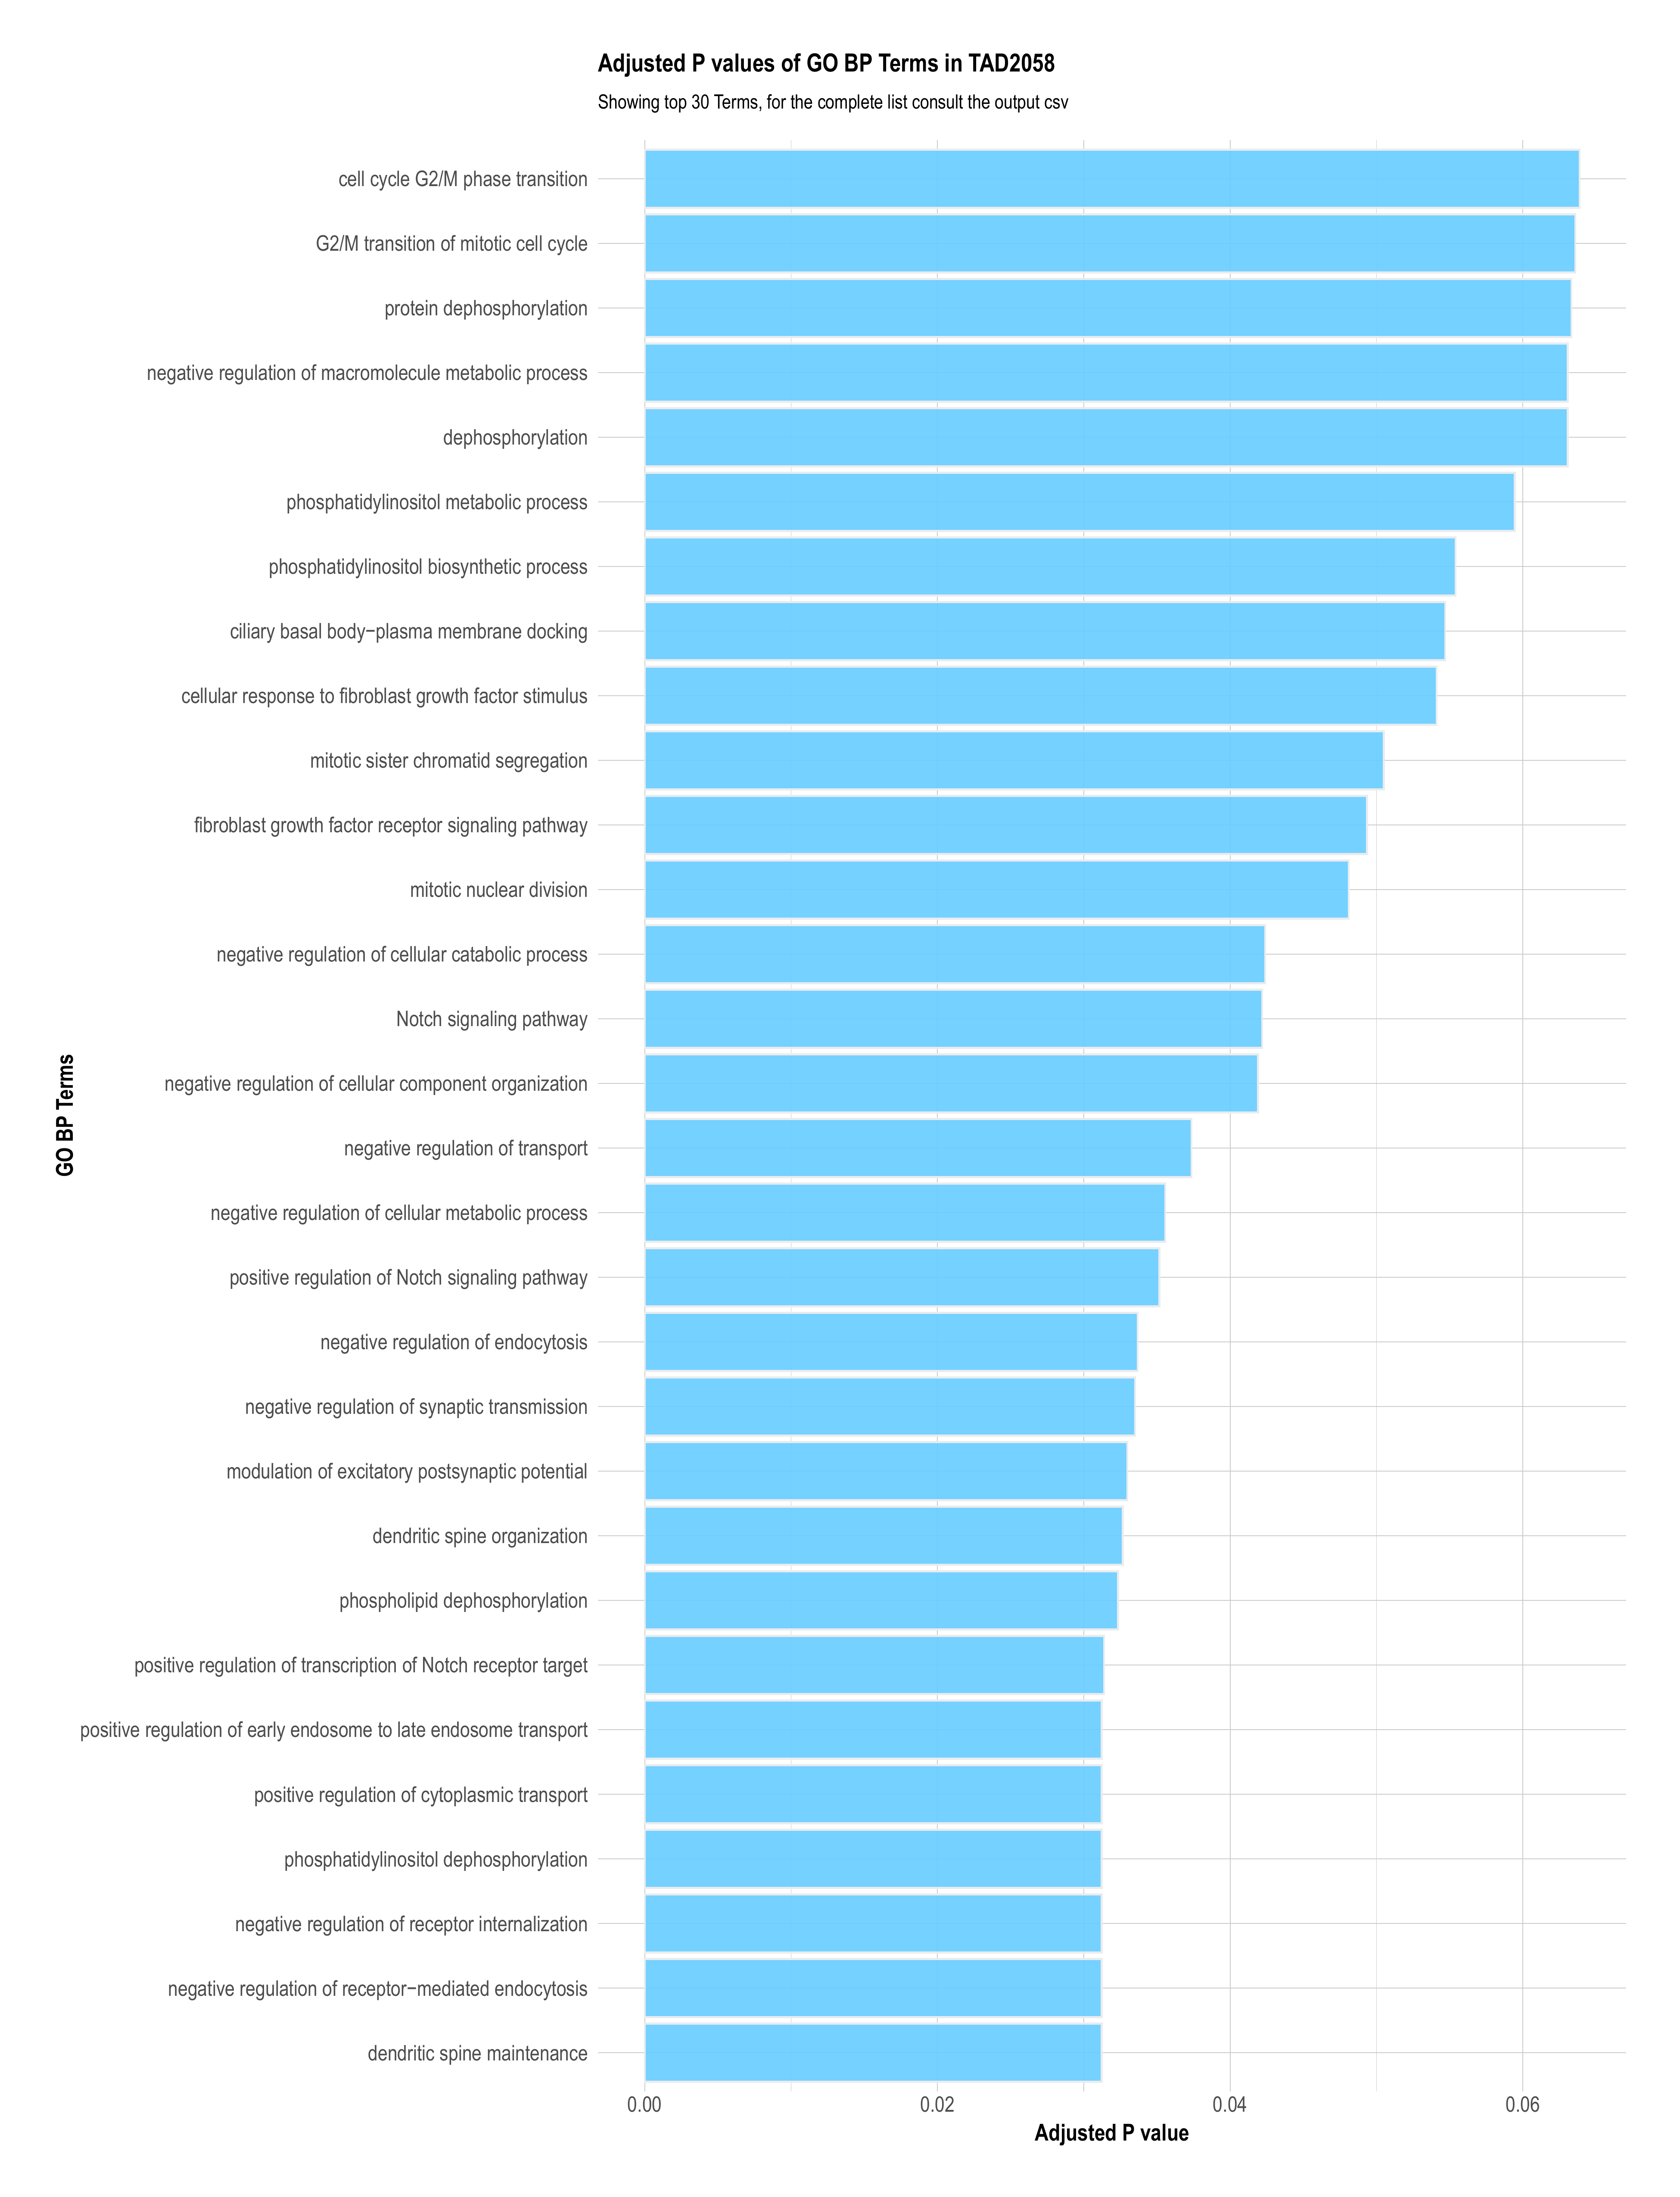 Adjusted P values of GO BP Terms in TAD2058
Showing top 30 Terms, for the complete list consult the output csv
cell cycle G2/M phase transition
G2/M transition of mitotic cell cycle
protein dephosphorylation
negative regulation of macromolecule metabolic process
dephosphorylation
phosphatidylinositol metabolic process
phosphatidylinositol biosynthetic process
ciliary basal body−plasma membrane docking
cellular response to fibroblast growth factor stimulus
mitotic sister chromatid segregation
fibroblast growth factor receptor signaling pathway
mitotic nuclear division
negative regulation of cellular catabolic process
Notch signaling pathway
negative regulation of cellular component organization
negative regulation of transport
negative regulation of cellular metabolic process
positive regulation of Notch signaling pathway
negative regulation of endocytosis
negative regulation of synaptic transmission
modulation of excitatory postsynaptic potential
dendritic spine organization
phospholipid dephosphorylation
positive regulation of transcription of Notch receptor target
positive regulation of early endosome to late endosome transport
positive regulation of cytoplasmic transport
phosphatidylinositol dephosphorylation
negative regulation of receptor internalization
negative regulation of receptor−mediated endocytosis
dendritic spine maintenance
GO BP Terms
0.00 0.02 0.04 0.06
Adjusted P value